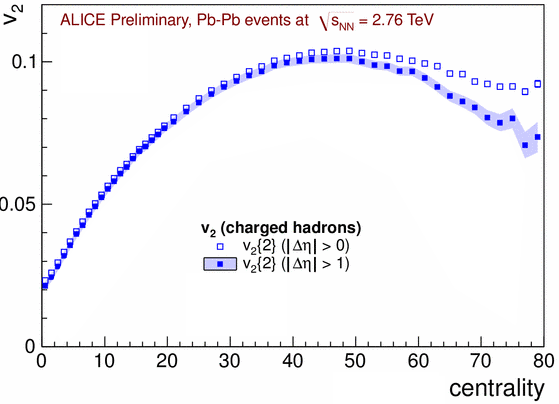 v₂
ALICE Preliminary, Pb-Pb events at √sNN = 2.76 TeV
0.1
0.05
0
v₂ (charged hadrons)
v₂{2} (|Δη| > 0)
v₂{2} (|Δη| > 1)
0 10 20 30 40 50 60 70 80
centrality